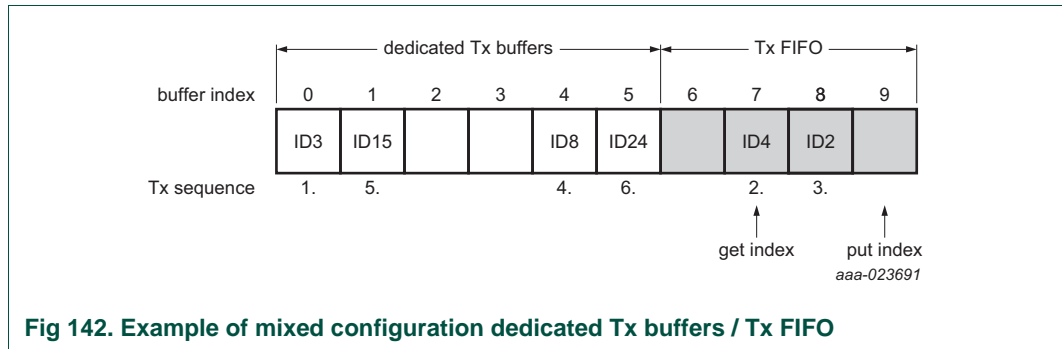 dedicated Tx buffers Tx FIFO
buffer index 0 1 2 3 4 5 6 7 8 9
ID3 ID15 ID8 ID24 ID4 ID2
Tx sequence 1. 5. 4. 6. 2. 3.
get index put index
aaa-023691
Fig 142. Example of mixed configuration dedicated Tx buffers / Tx FIFO